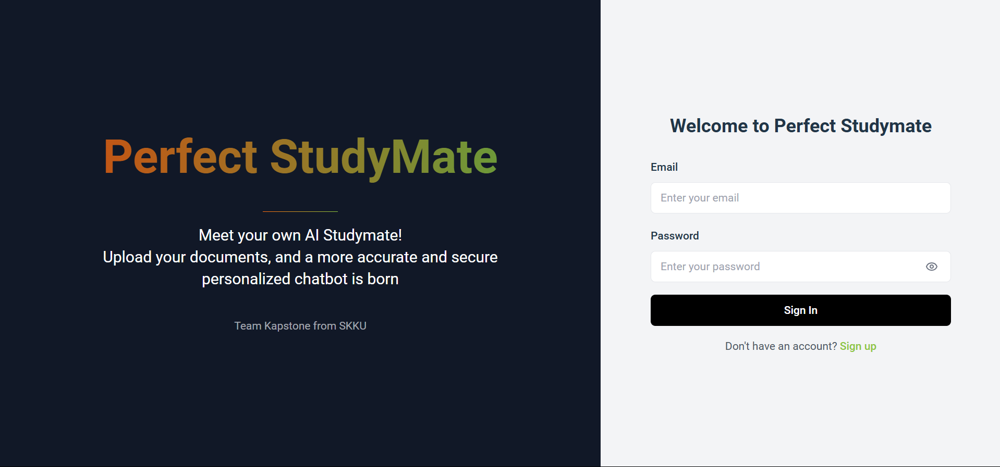 Perfect StudyMate
Meet your own AI Studymate!
Upload your documents, and a more accurate and secure
personalized chatbot is born
Team Kapstone from SKKU
Welcome to Perfect Studymate
Email
Enter your email
Password
Enter your password
Sign In
Don't have an account? Sign up